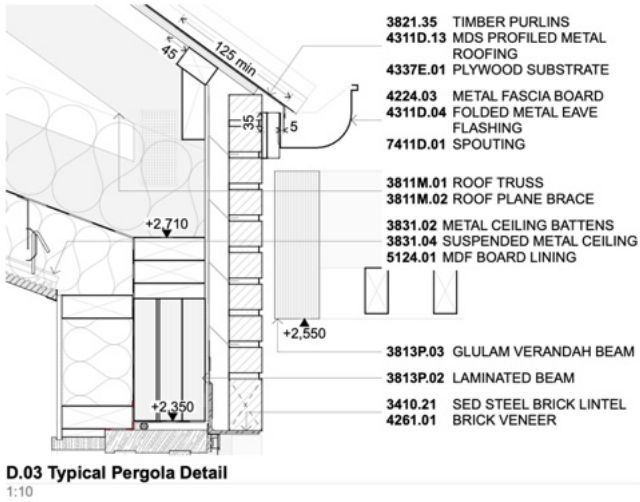 3821.35 TIMBER PURLINS
4311D.13 MDS PROFILED METAL
ROOFING
4337E.01 PLYWOOD SUBSTRATE
4224.03 METAL FASCIA BOARD
4311D.04 FOLDED METAL EAVE
FLASHING
7411D.01 SPOUTING
3811M.01 ROOF TRUSS
3811M.02 ROOF PLANE BRACE
3831.02 METAL CEILING BATTENS
3831.04 SUSPENDED METAL CEILING
5124.01 MDF BOARD LINING
3813P.03 GLULAM VERANDAH BEAM
3813P.02 LAMINATED BEAM
3410.21 SED STEEL BRICK LINTEL
4261.01 BRICK VENEER
125 min
45
35
5
+2,710
+2,550
+2,350
D.03 Typical Pergola Detail
1:10